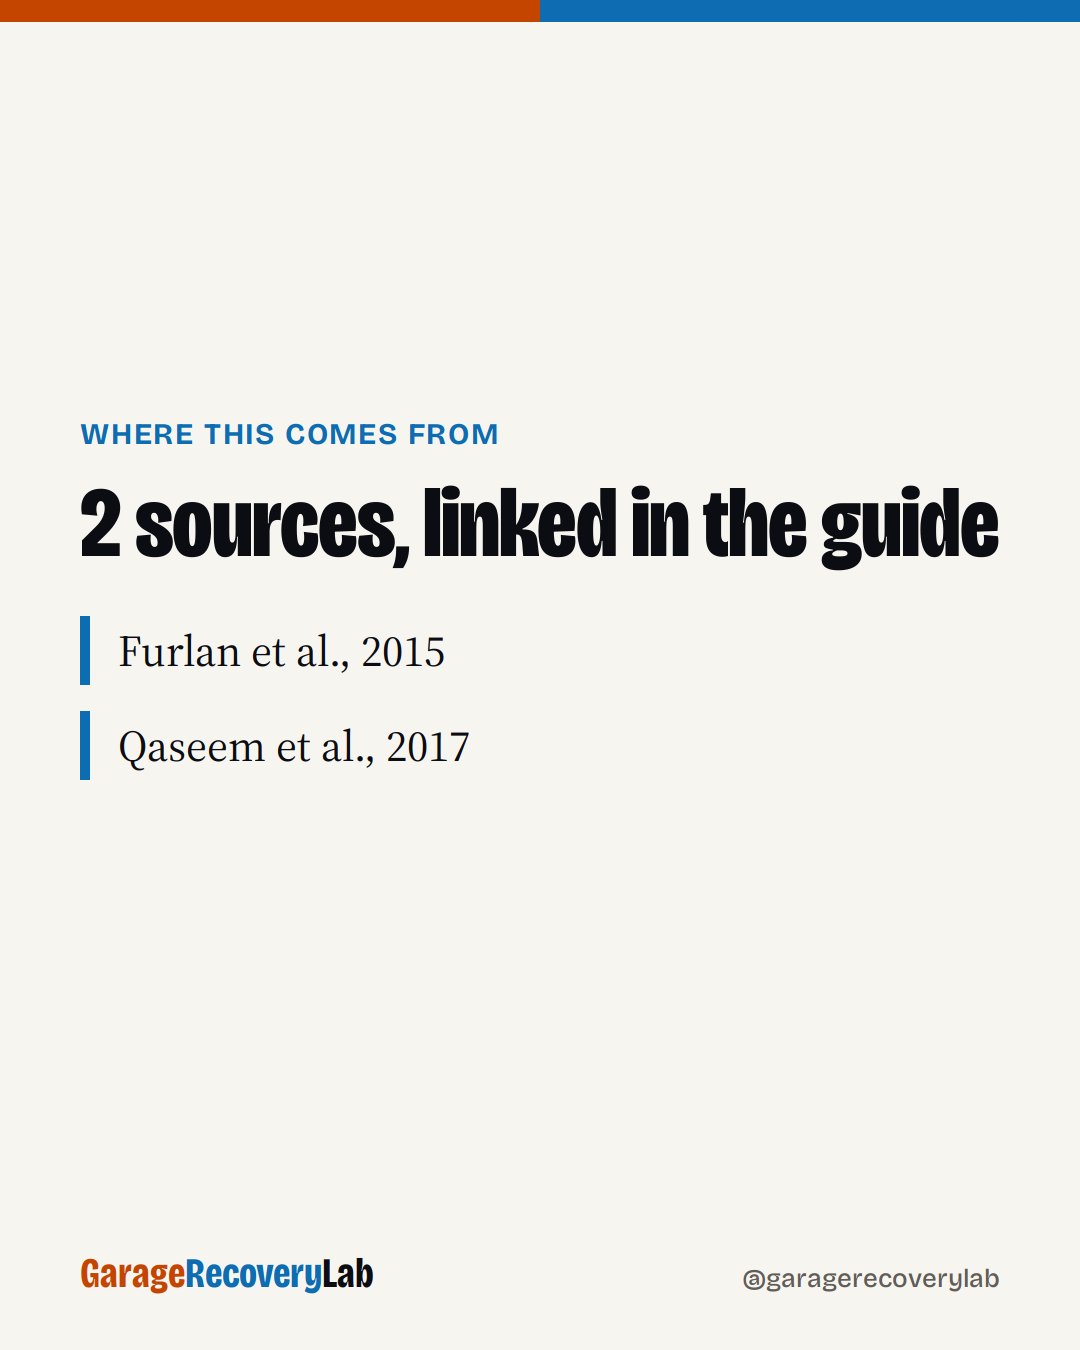 WHERE THIS COMES FROM
2 sources, linked in the guide
Furlan et al., 2015
Qaseem et al., 2017
GarageRecoveryLab
@garagerecoverylab